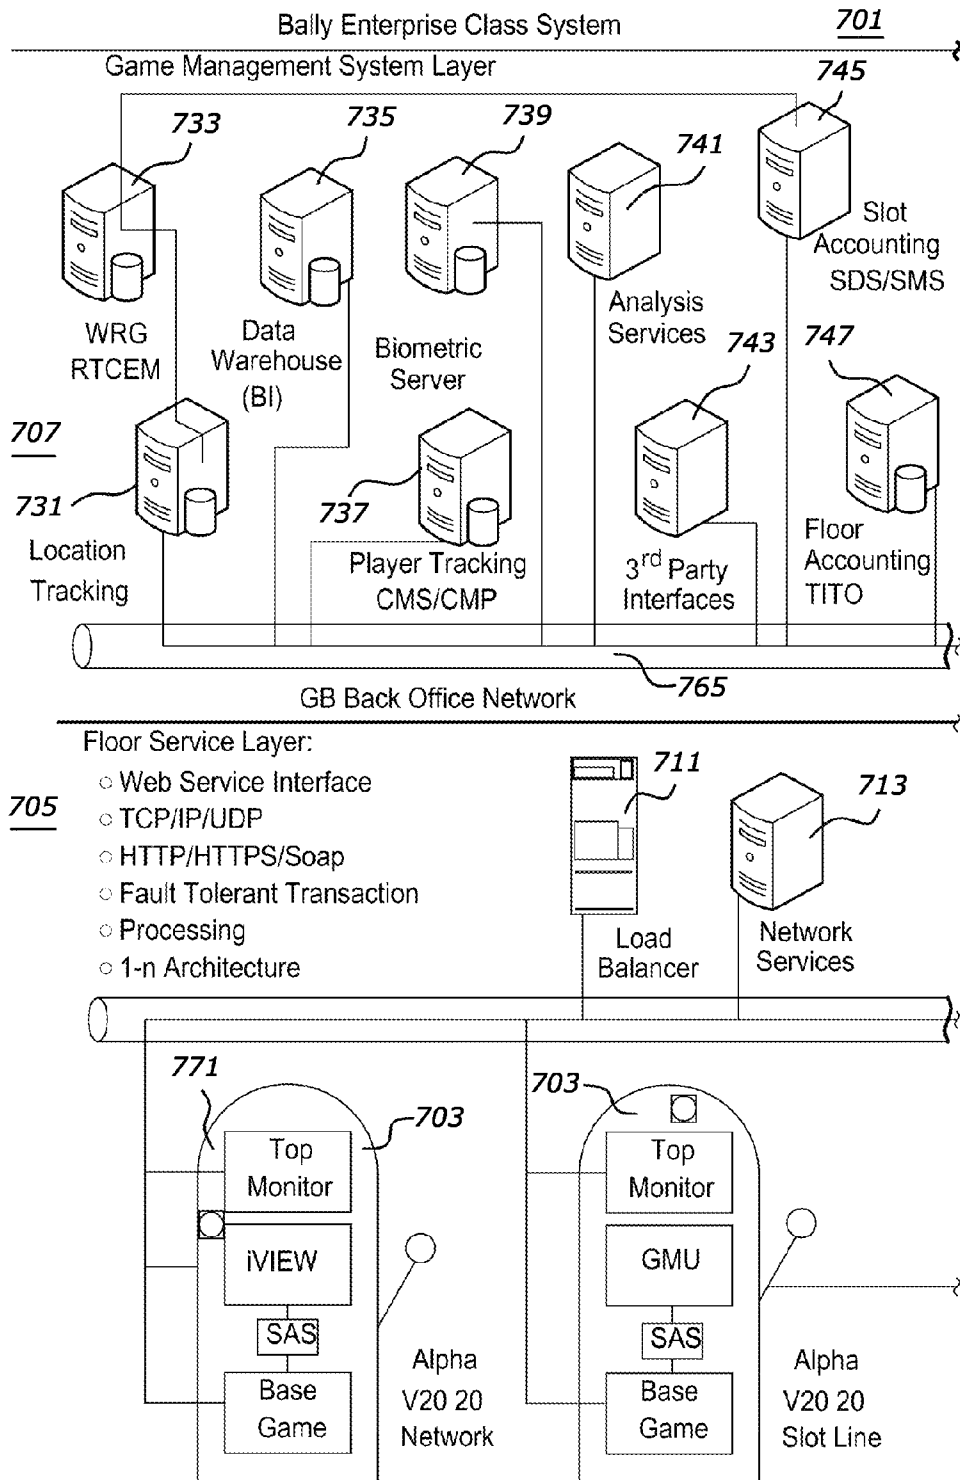 Bally Enterprise Class System
701
Game Management System Layer
745
733
735
739
741
Slot
Accounting
SDS/SMS
WRG
RTCEM
Data
Warehouse
(BI)
Biometric
Server
Analysis
Services
743
747
707
731
737
Location
Tracking
Player Tracking
CMS/CMP
3rd Party
Interfaces
Floor
Accounting
TITO
765
GB Back Office Network
Floor Service Layer:
○ Web Service Interface
○ TCP/IP/UDP
○ HTTP/HTTPS/Soap
○ Fault Tolerant Transaction
○ Processing
○ 1-n Architecture
705
711
713
Load
Balancer
Network
Services
771
703
Top
Monitor
iVIEW
SAS
Base
Game
Alpha
V20 20
Network
703
Top
Monitor
GMU
SAS
Base
Game
Alpha
V20 20
Slot Line